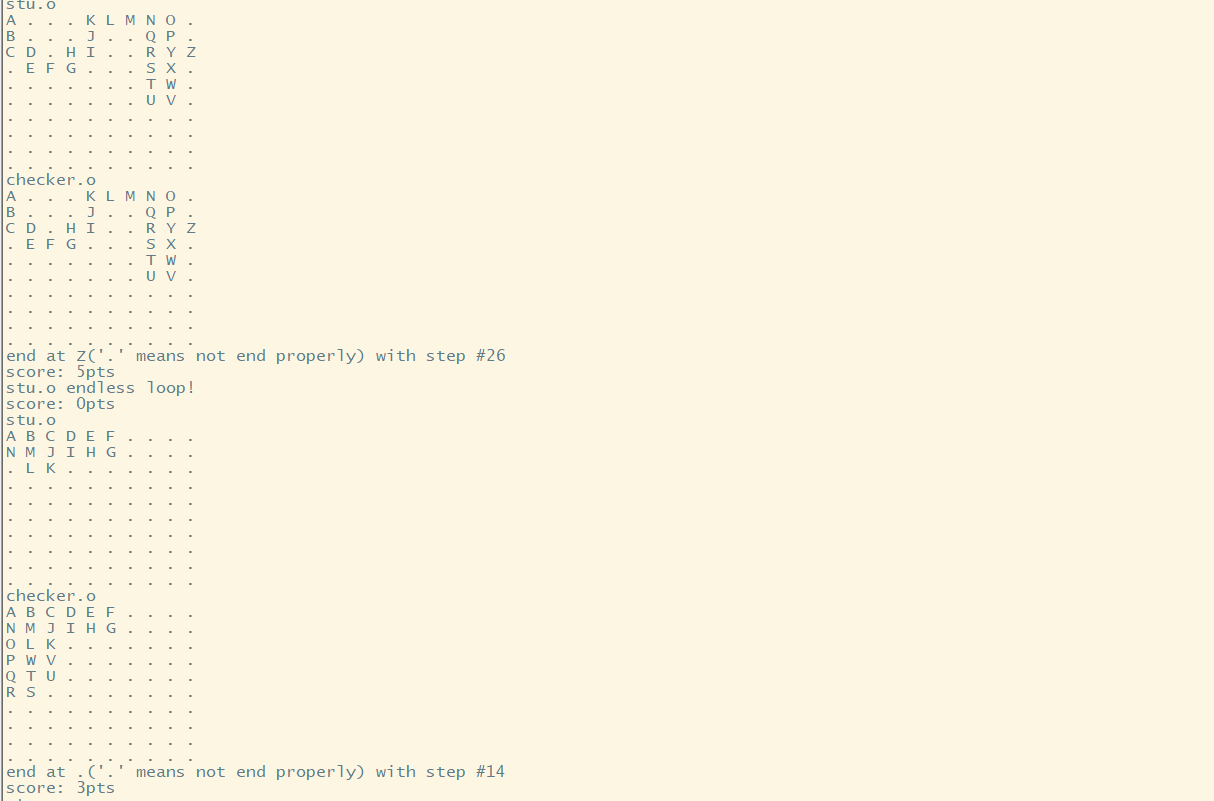 stu.o
A . . . K L M N O .
B . . . J . . Q P .
C D . H I . . R Y Z
. E F G . . . S X .
. . . . . . . T W .
. . . . . . . U V .
. . . . . . . . . .
. . . . . . . . . .
. . . . . . . . . .
. . . . . . . . . .
checker.o
A . . . K L M N O .
B . . . J . . Q P .
C D . H I . . R Y Z
. E F G . . . S X .
. . . . . . . T W .
. . . . . . . U V .
. . . . . . . . . .
. . . . . . . . . .
. . . . . . . . . .
. . . . . . . . . .
end at Z('.' means not end properly) with step #26
score: 5pts
stu.o endless loop!
score: 0pts
stu.o
A B C D E F . . . .
N M J I H G . . . .
. L K . . . . . . .
. . . . . . . . . .
. . . . . . . . . .
. . . . . . . . . .
. . . . . . . . . .
. . . . . . . . . .
. . . . . . . . . .
. . . . . . . . . .
checker.o
A B C D E F . . . .
N M J I H G . . . .
O L K . . . . . . .
P W V . . . . . . .
Q T U . . . . . . .
R S . . . . . . . .
. . . . . . . . . .
. . . . . . . . . .
. . . . . . . . . .
. . . . . . . . . .
end at .('.' means not end properly) with step #14
score: 3pts